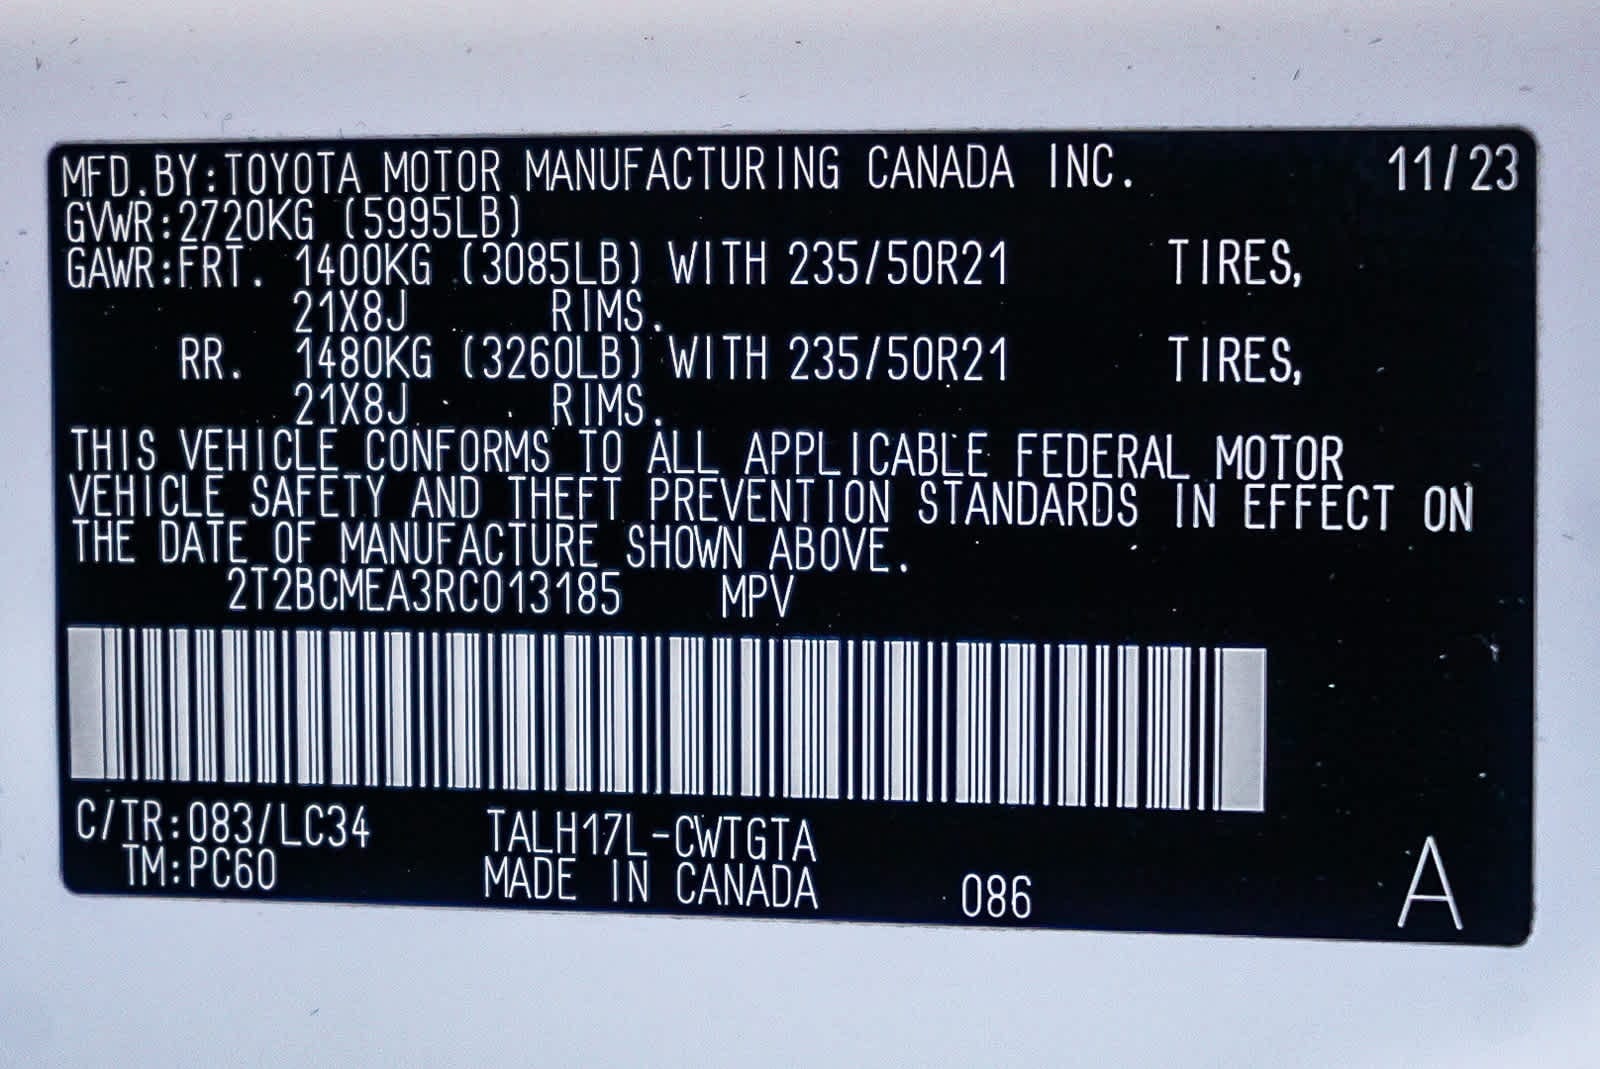 MFD.BY:TOYOTA MOTOR MANUFACTURING CANADA INC. 11/23
GVWR:2720KG (5995LB)
GAWR:FRT. 1400KG (3085LB) WITH 235/50R21 TIRES,
21X8J RIMS.
RR. 1480KG (3260LB) WITH 235/50R21 TIRES,
21X8J RIMS.
THIS VEHICLE CONFORMS TO ALL APPLICABLE FEDERAL MOTOR
VEHICLE SAFETY AND THEFT PREVENTION STANDARDS IN EFFECT ON
THE DATE OF MANUFACTURE SHOWN ABOVE.
2T2BCMEA3RC013185 MPV
C/TR:083/LC34 TALH17L-CWTGTA
TM:PC60 MADE IN CANADA 086 A